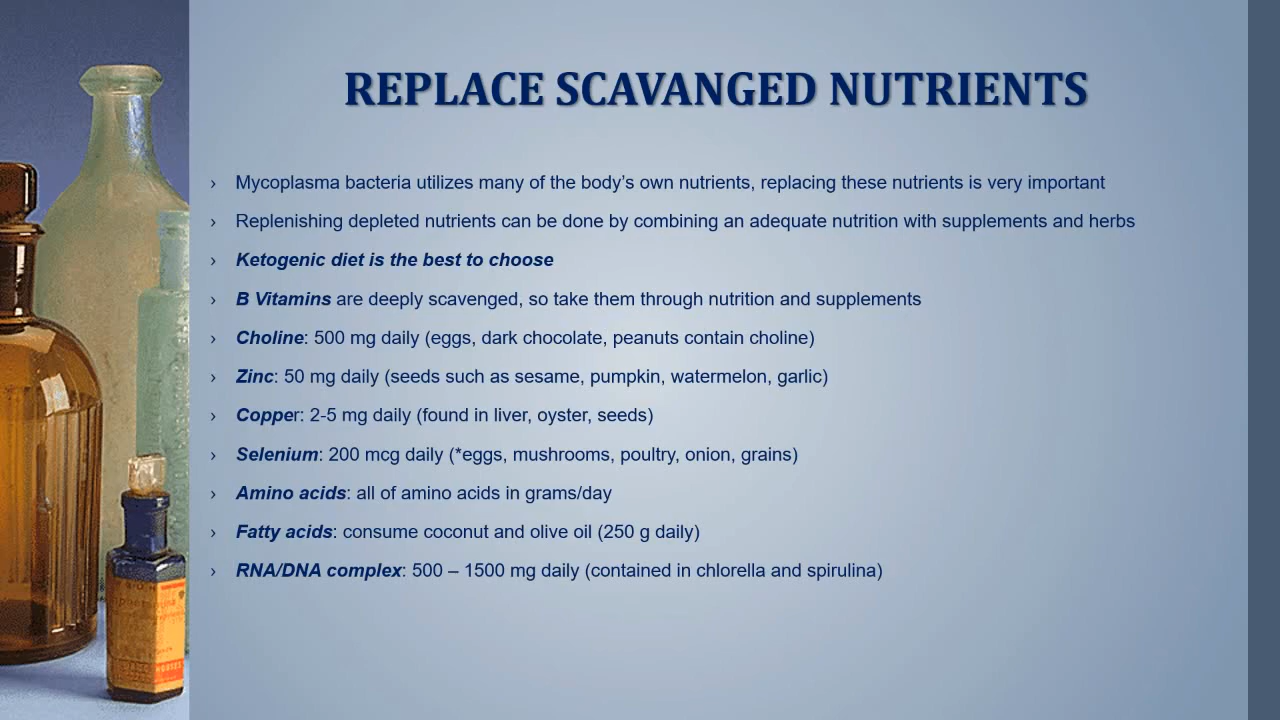 REPLACE SCAVANGED NUTRIENTS
› Mycoplasma bacteria utilizes many of the body’s own nutrients, replacing these nutrients is very important
› Replenishing depleted nutrients can be done by combining an adequate nutrition with supplements and herbs
› Ketogenic diet is the best to choose
› B Vitamins are deeply scavenged, so take them through nutrition and supplements
› Choline: 500 mg daily (eggs, dark chocolate, peanuts contain choline)
› Zinc: 50 mg daily (seeds such as sesame, pumpkin, watermelon, garlic)
› Copper: 2-5 mg daily (found in liver, oyster, seeds)
› Selenium: 200 mcg daily (*eggs, mushrooms, poultry, onion, grains)
› Amino acids: all of amino acids in grams/day
› Fatty acids: consume coconut and olive oil (250 g daily)
› RNA/DNA complex: 500 – 1500 mg daily (contained in chlorella and spirulina)